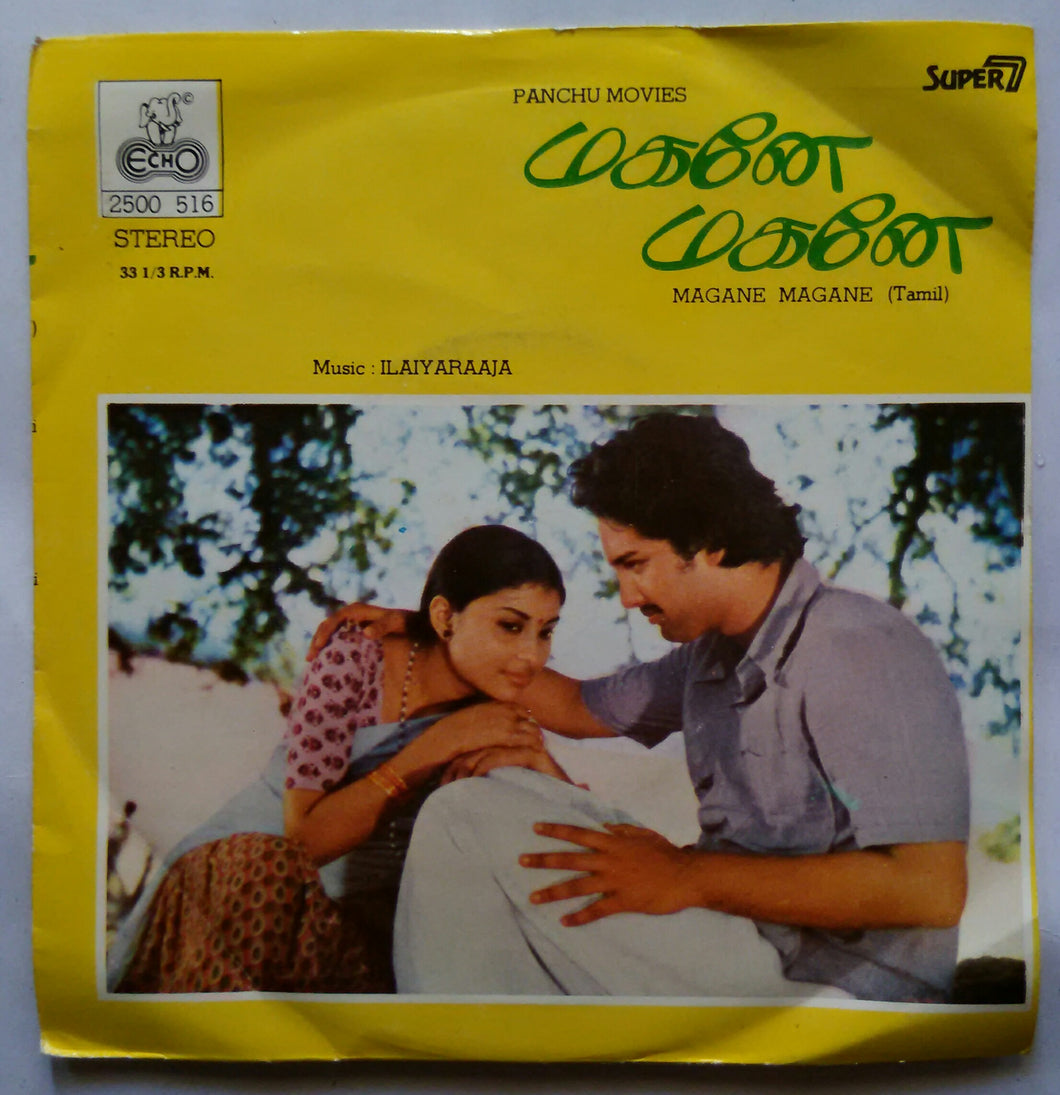 SUPER 7
PANCHU MOVIES
©
ECHO
2500 516
STEREO
33 1/3 R.P.M.
மகனே
மகனே
MAGANE MAGANE (Tamil)
Music : ILAIYARAAJA
)
i
i